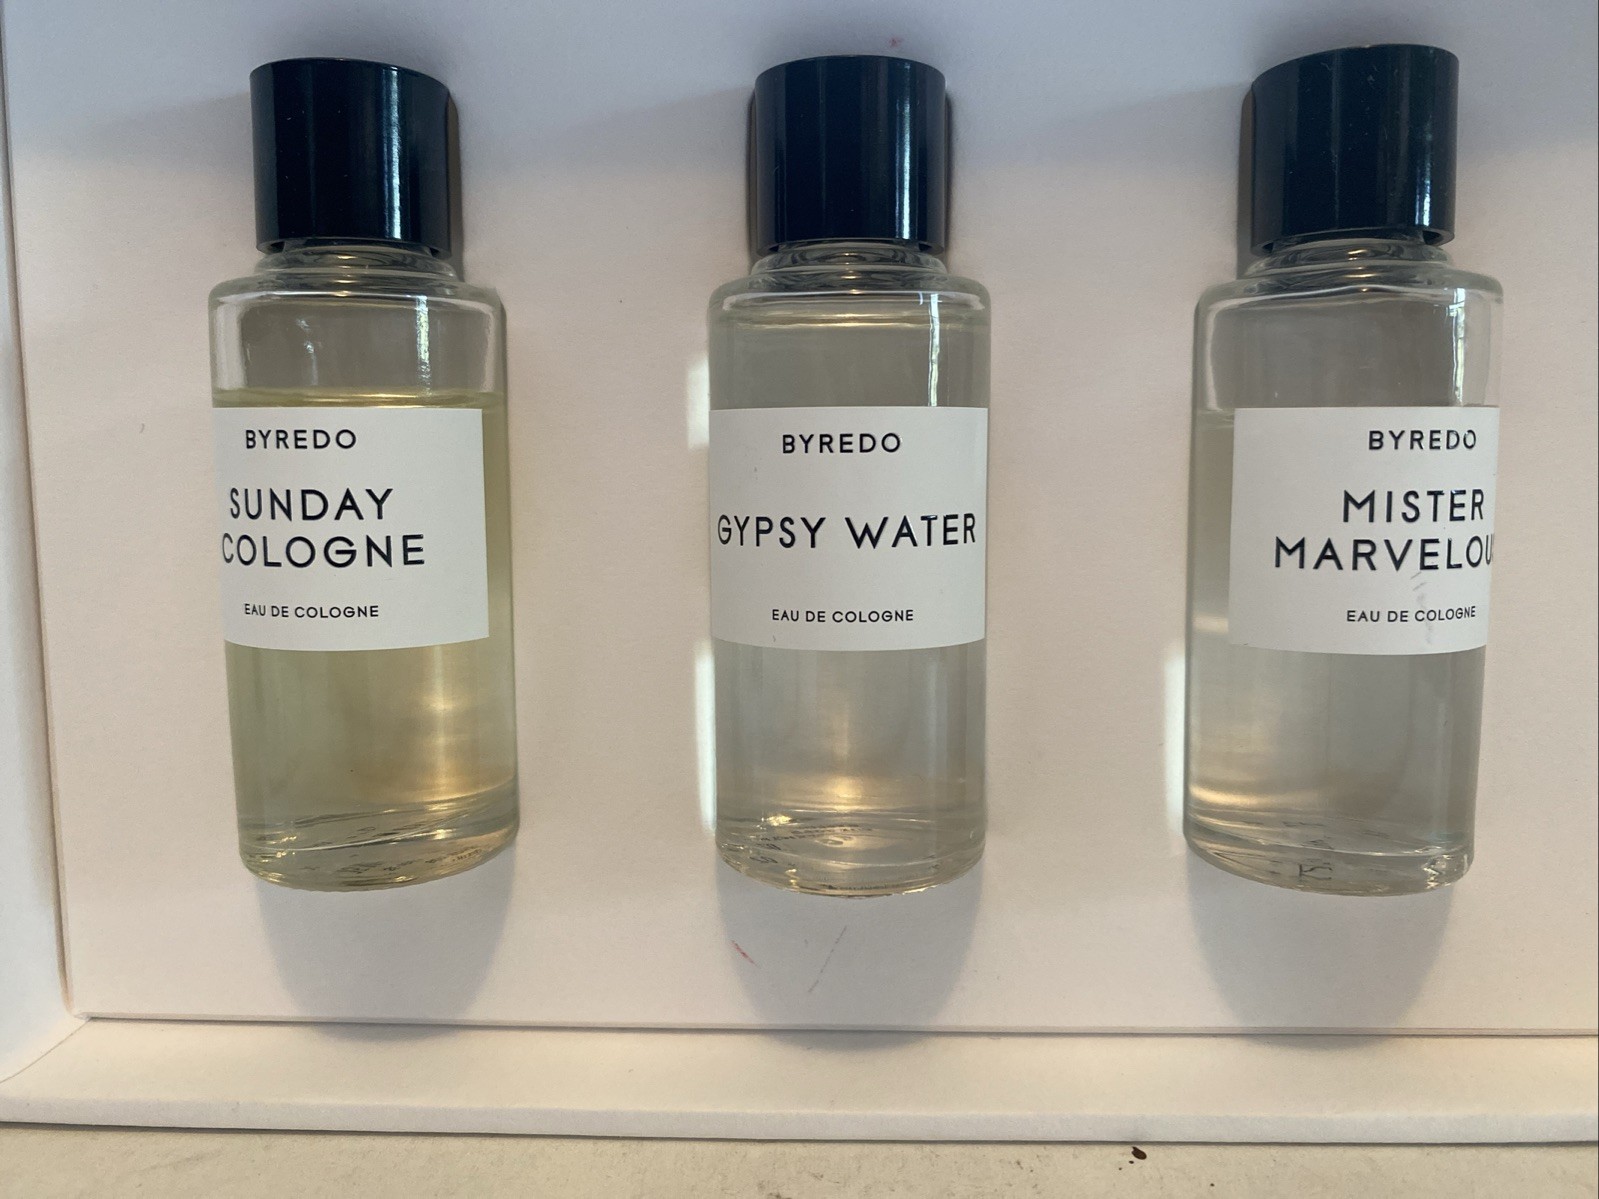 BYREDO
SUNDAY
COLOGNE
EAU DE COLOGNE
BYREDO
GYPSY WATER
EAU DE COLOGNE
BYREDO
MISTER
MARVELOU
EAU DE COLOGNE